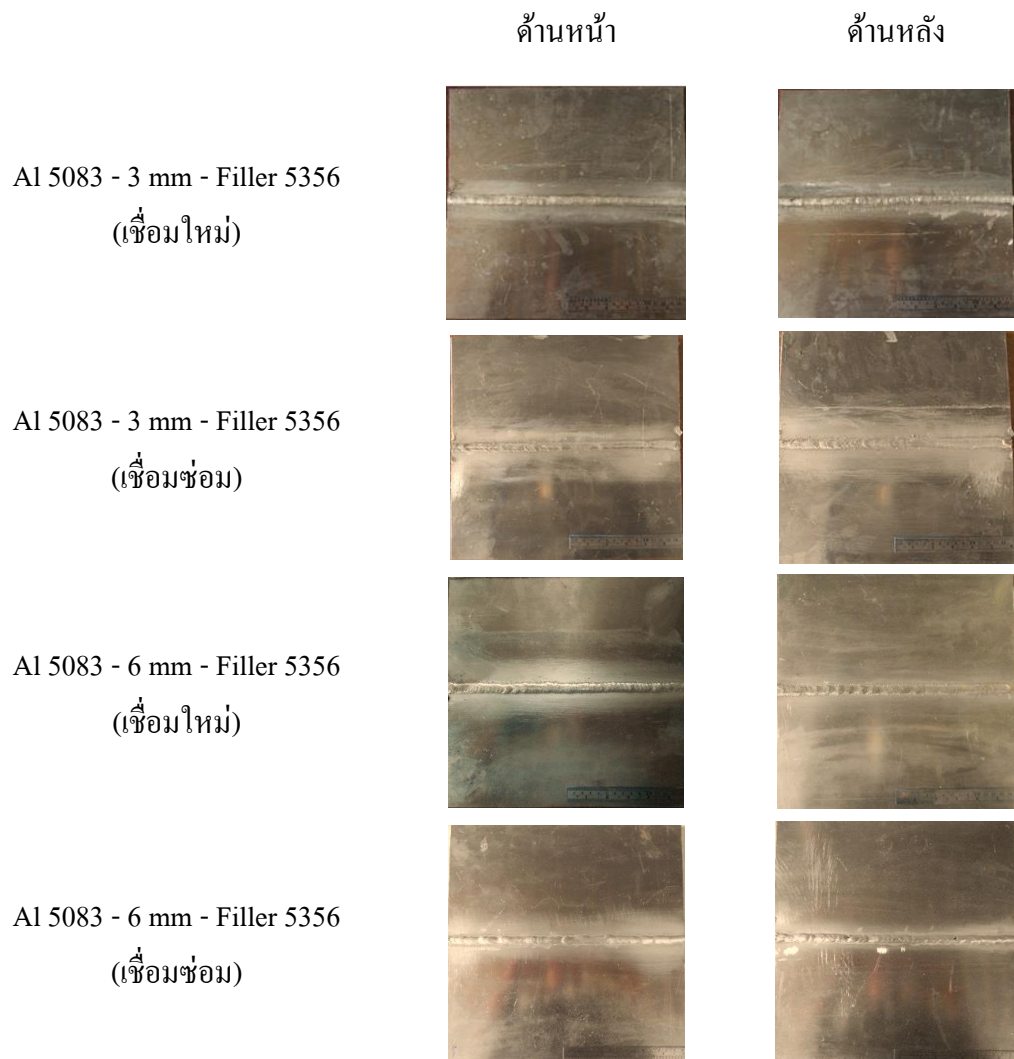 ด้านหน้า ด้านหลัง
Al 5083 - 3 mm - Filler 5356
(เชื่อมใหม่)
Al 5083 - 3 mm - Filler 5356
(เชื่อมซ่อม)
Al 5083 - 6 mm - Filler 5356
(เชื่อมใหม่)
Al 5083 - 6 mm - Filler 5356
(เชื่อมซ่อม)